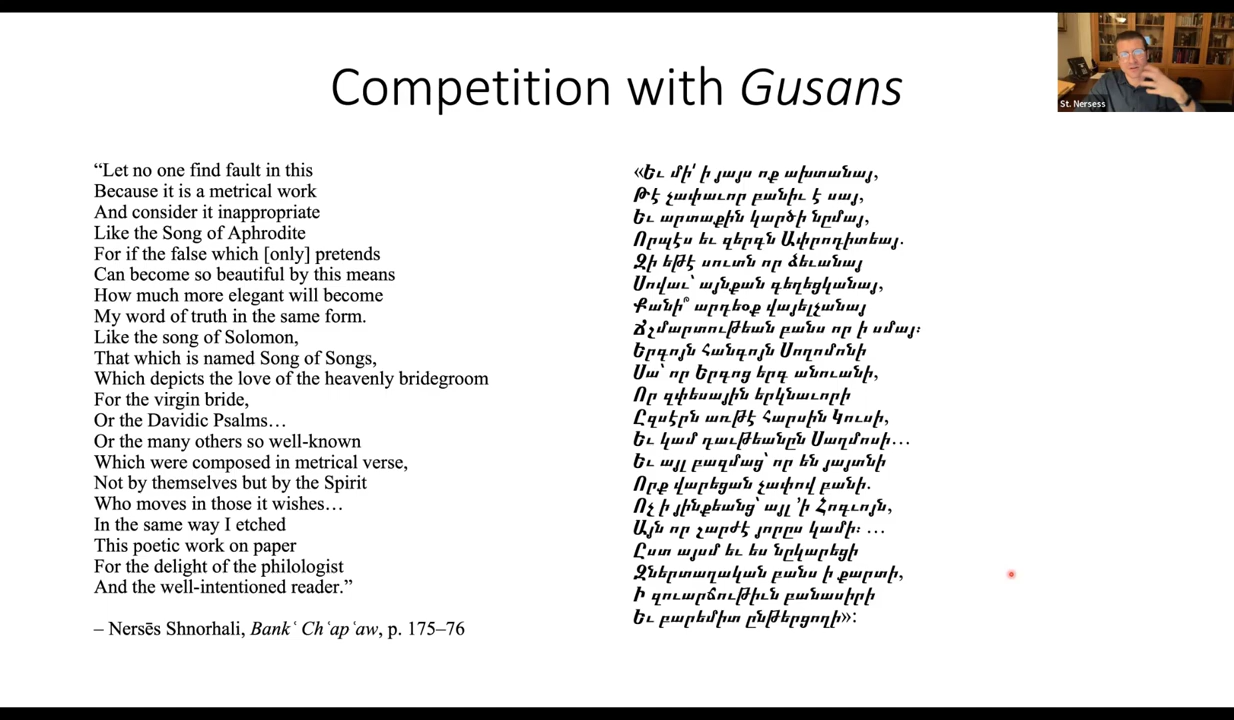 Competition with Gusans
St. Nersess
“Let no one find fault in this
Because it is a metrical work
And consider it inappropriate
Like the Song of Aphrodite
For if the false which [only] pretends
Can become so beautiful by this means
How much more elegant will become
My word of truth in the same form.
Like the song of Solomon,
That which is named Song of Songs,
Which depicts the love of the heavenly bridegroom
For the virgin bride,
Or the Davidic Psalms…
Or the many others so well-known
Which were composed in metrical verse,
Not by themselves but by the Spirit
Who moves in those it wishes…
In the same way I etched
This poetic work on paper
For the delight of the philologist
And the well-intentioned reader.”
– Nersēs Shnorhali, Bankʿ Chʿapʿaw, p. 175–76
«Եւ մի՛ ի յայս ոք ախտանայ,
Թէ չափաւոր բանիւ է սայ,
Եւ արտաքին կարծի նըմայ,
Որպէս եւ զերգն Ափրոդիտեայ.
Զի եթէ սուտն որ ձեւանայ
Սովաւ՝ այնքան գեղեցկանայ,
Քանի՞ արդեօք վայելչանայ
Ճշմարտութեան բանս որ ի սմայ։
Երգոյն հանգոյն Սողոմոնի
Սա՝ որ Երգոց երգ անուանի,
Որ զփեսային երկնաւորի
Ըզսէրն առթէ հարսին Կուսի,
Եւ կամ դաւթեանըն Սաղմոսի…
Եւ այլ բազմաց՝ որ են յայտնի
Որք վարեցան չափով բանի.
Ոչ ի յինքեանց՝ այլ ’ի Հոգւոյն,
Այն որ շարժէ յորըս կամի։ …
Ըստ այսմ եւ ես նըկարեցի
Զներտաղական բանս ի քարտի,
Ի զուարճութիւն բանասիրի
Եւ բարեմիտ ընթերցողի»։